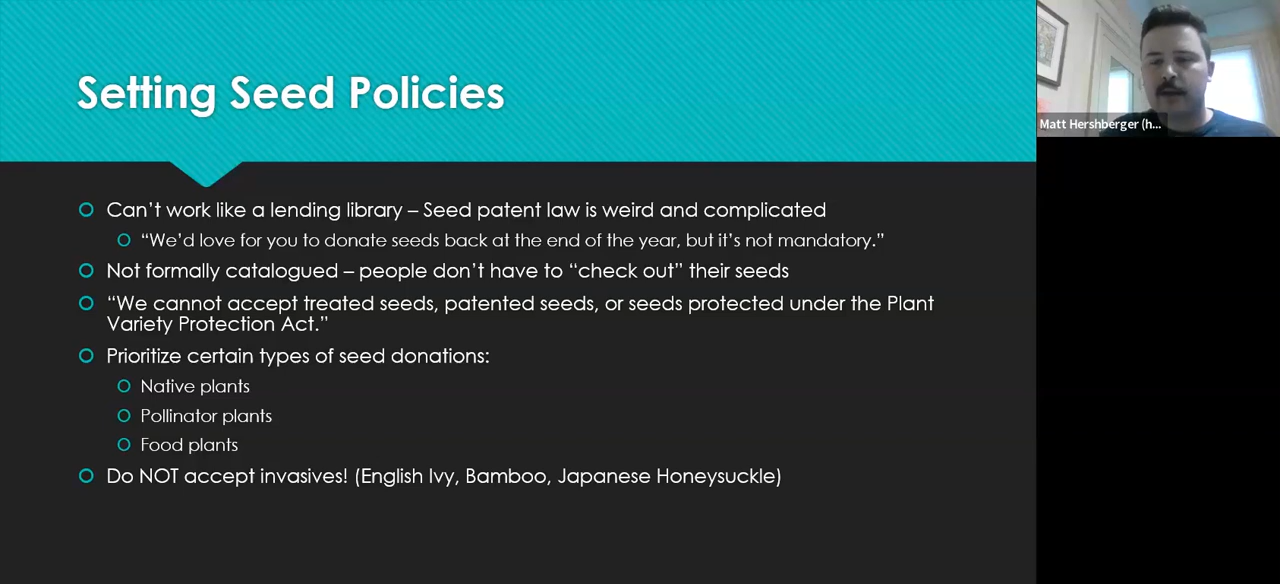 Setting Seed Policies
Can’t work like a lending library – Seed patent law is weird and complicated
“We’d love for you to donate seeds back at the end of the year, but it’s not mandatory.”
Not formally catalogued – people don’t have to “check out” their seeds
“We cannot accept treated seeds, patented seeds, or seeds protected under the Plant
Variety Protection Act.”
Prioritize certain types of seed donations:
Native plants
Pollinator plants
Food plants
Do NOT accept invasives! (English Ivy, Bamboo, Japanese Honeysuckle)
Matt Hershberger (h...